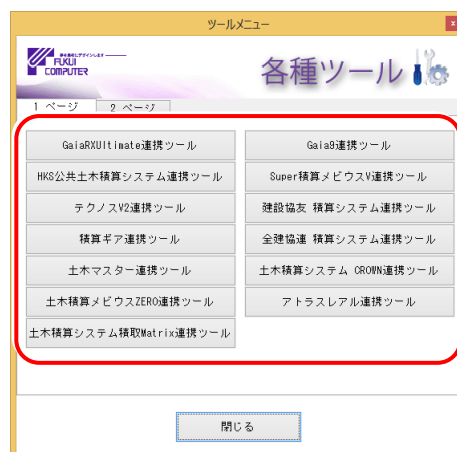 ツールメニュー
x
FUKUI
COMPUTER
各種ツール
1 ページ
2 ページ
GaiaRXUltimate連携ツール
Gaia9連携ツール
HKS公共土木積算システム連携ツール
Super積算メビウスV連携ツール
テクノスV2連携ツール
建設協友 積算システム連携ツール
積算ギア連携ツール
全建協連 積算システム連携ツール
土木マスター連携ツール
土木積算システム CROWN連携ツール
土木積算メビウスZERO連携ツール
アトラスレアル連携ツール
土木積算システム積取Matrix連携ツール
閉じる